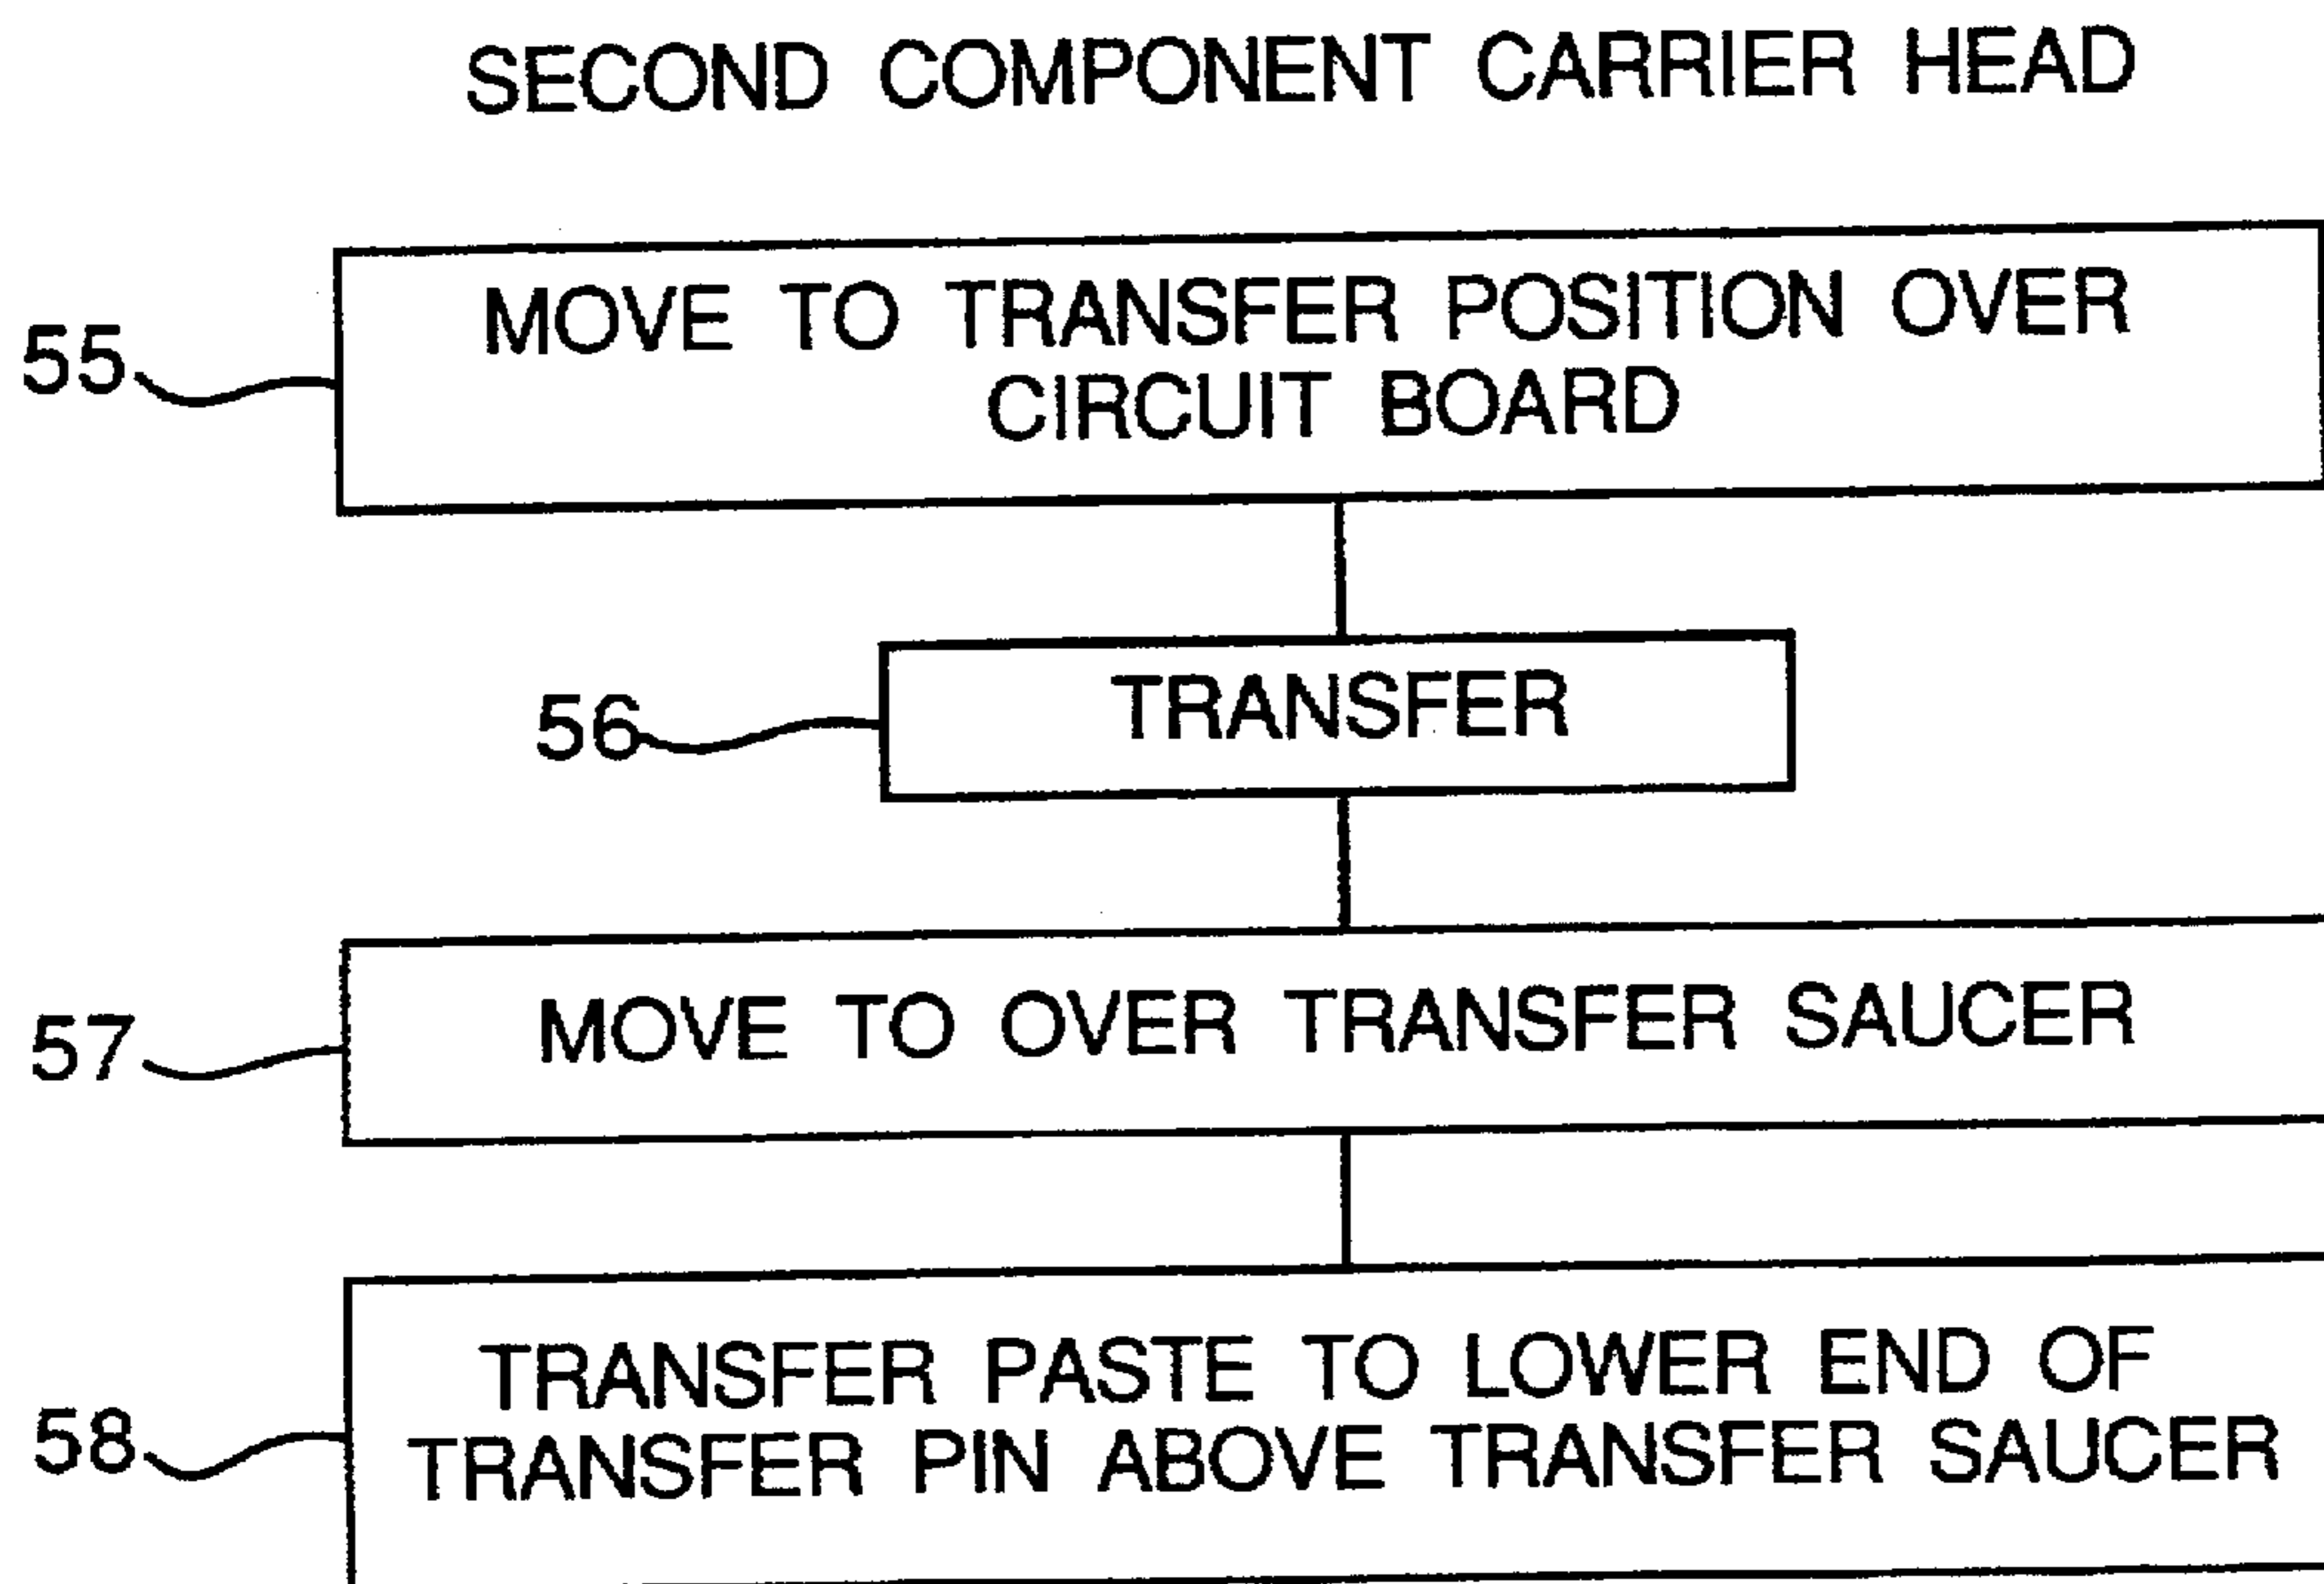 SECOND COMPONENT CARRIER HEAD
55
MOVE TO TRANSFER POSITION OVER
CIRCUIT BOARD
56
TRANSFER
57
MOVE TO OVER TRANSFER SAUCER
58
TRANSFER PASTE TO LOWER END OF
TRANSFER PIN ABOVE TRANSFER SAUCER